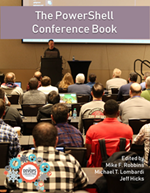 The PowerShell
Conference Book
Edited by
Mike F. Robbins
Michael T. Lombardi
Jeff Hicks